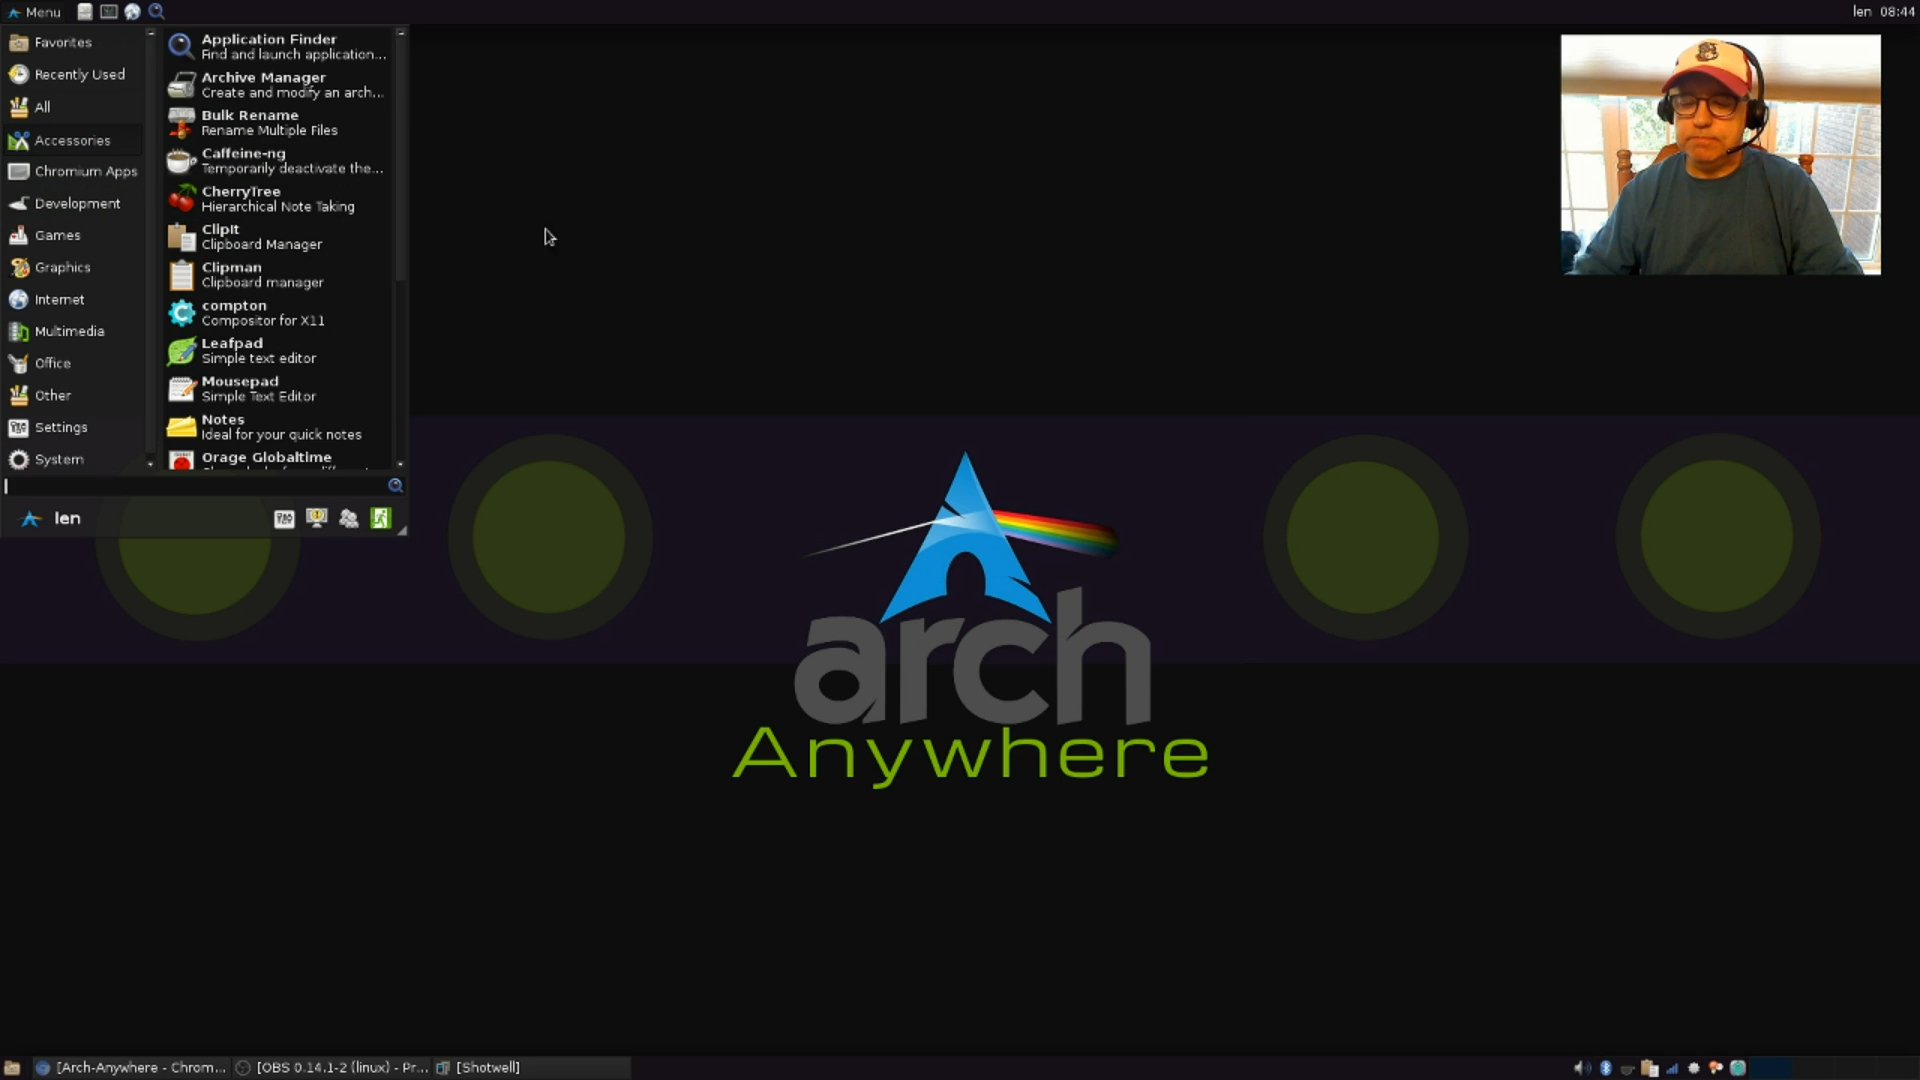 Menu
len 08:44
Favorites
Recently Used
All
Accessories
Chromium Apps
Development
Games
Graphics
Internet
Multimedia
Office
Other
Settings
System
Application Finder
Find and launch application...
Archive Manager
Create and modify an arch...
Bulk Rename
Rename Multiple Files
Caffeine-ng
Temporarily deactivate the...
CherryTree
Hierarchical Note Taking
ClipIt
Clipboard Manager
Clipman
Clipboard manager
compton
Compositor for X11
Leafpad
Simple text editor
Mousepad
Simple Text Editor
Notes
Ideal for your quick notes
Orage Globaltime
len
arch
Anywhere
[Arch-Anywhere - Chrom...
[OBS 0.14.1-2 (linux) - Pr...
[Shotwell]